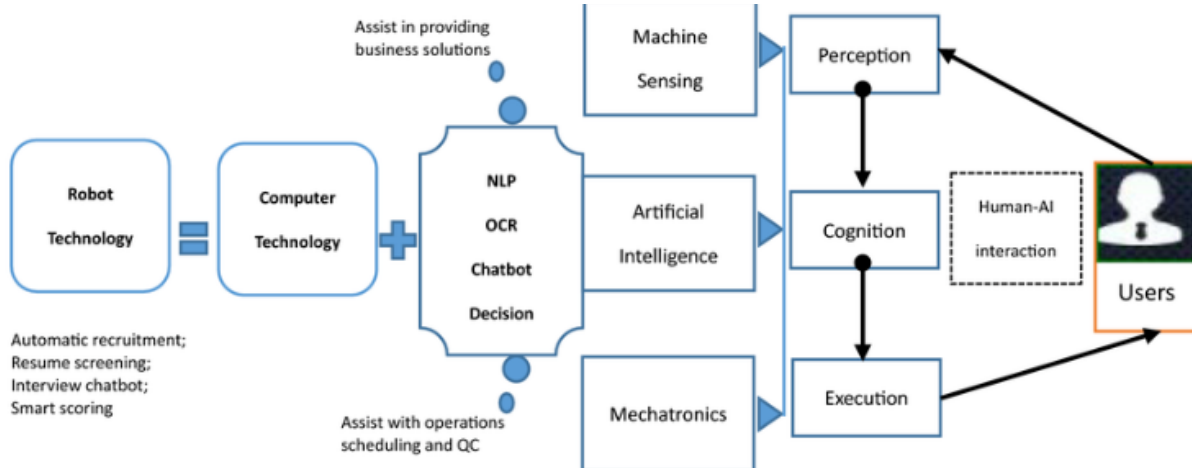 Assist in providing
business solutions
Machine
Sensing
Perception
Robot
Technology
Computer
Technology
NLP
OCR
Chatbot
Decision
Artificial
Intelligence
Cognition
Human-AI
interaction
Users
Automatic recruitment;
Resume screening;
Interview chatbot;
Smart scoring
Assist with operations
scheduling and QC
Mechatronics
Execution